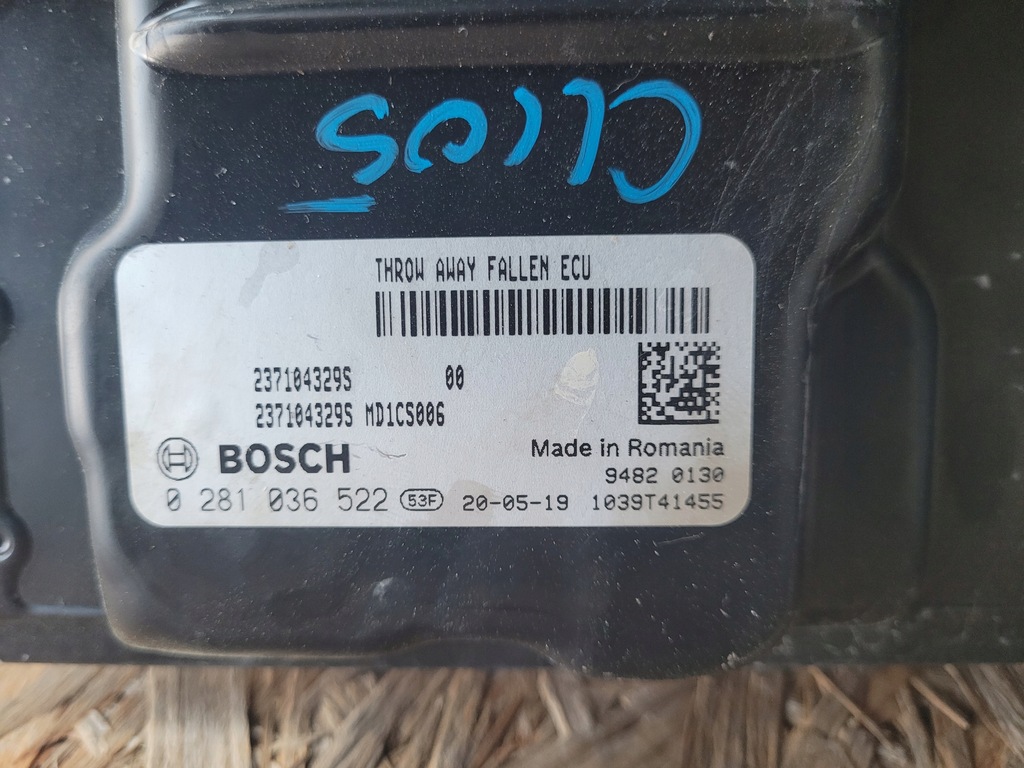 CLIO5
THROW AWAY FALLEN ECU
237104329S 00
237104329S MD1CS006
BOSCH Made in Romania
9482 0130
0 281 036 522 53F 20-05-19 1039T41455